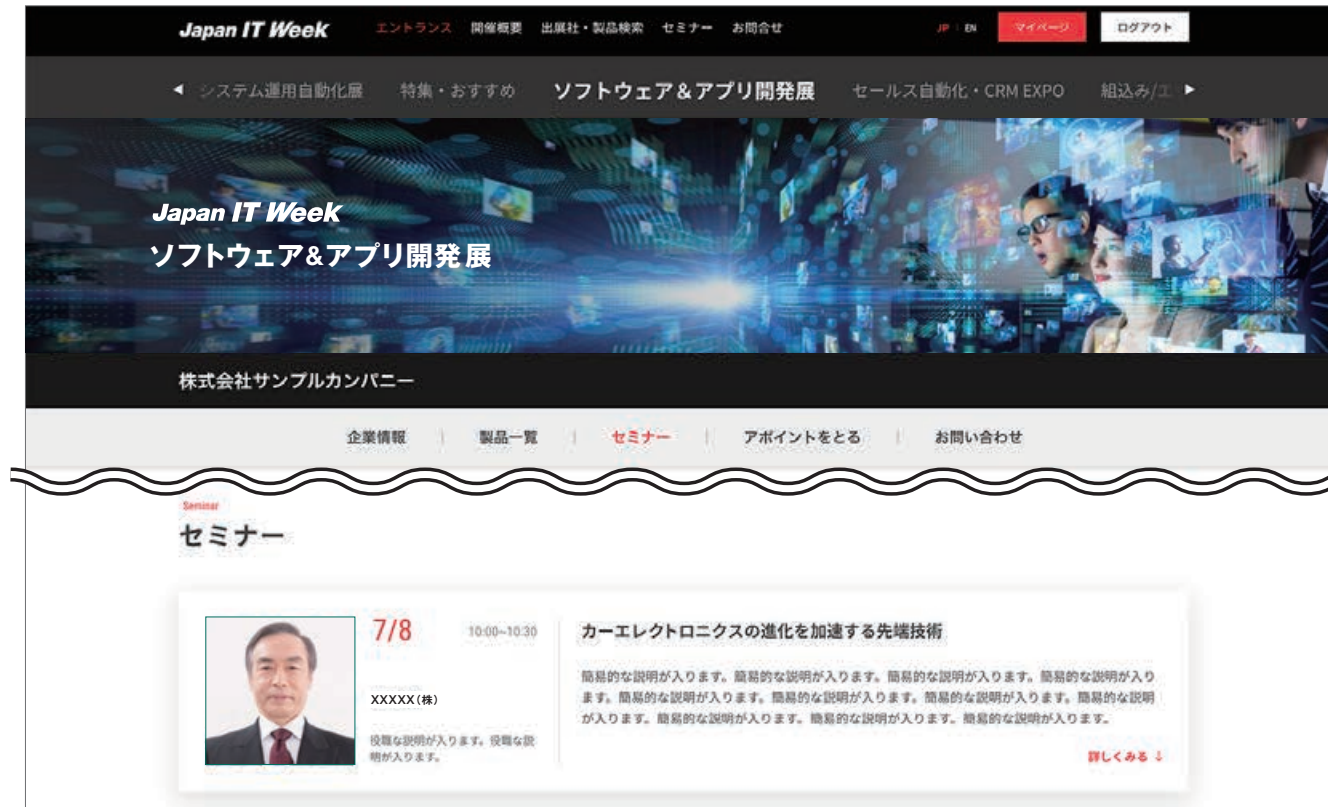 Japan IT Week エントランス 開催概要 出展社・製品検索 セミナー お問合せ JP EN マイページ ログアウト
◀ システム運用自動化展 特集・おすすめ ソフトウェア＆アプリ開発展 セールス自動化・CRM EXPO 組込み/エ ▶
Japan IT Week
ソフトウェア&アプリ開発展
株式会社サンプルカンパニー
企業情報 | 製品一覧 | セミナー | アポイントをとる | お問い合わせ
Seminar
セミナー
7/8 10:00~10:30
XXXXX（株）
役職な説明が入ります。役職な説
明が入ります。
カーエレクトロニクスの進化を加速する先端技術
簡易的な説明が入ります。簡易的な説明が入ります。簡易的な説明が入ります。簡易的な説明が入り
ます。簡易的な説明が入ります。簡易的な説明が入ります。簡易的な説明が入ります。簡易的な説明
が入ります。簡易的な説明が入ります。簡易的な説明が入ります。簡易的な説明が入ります。
詳しくみる ↓